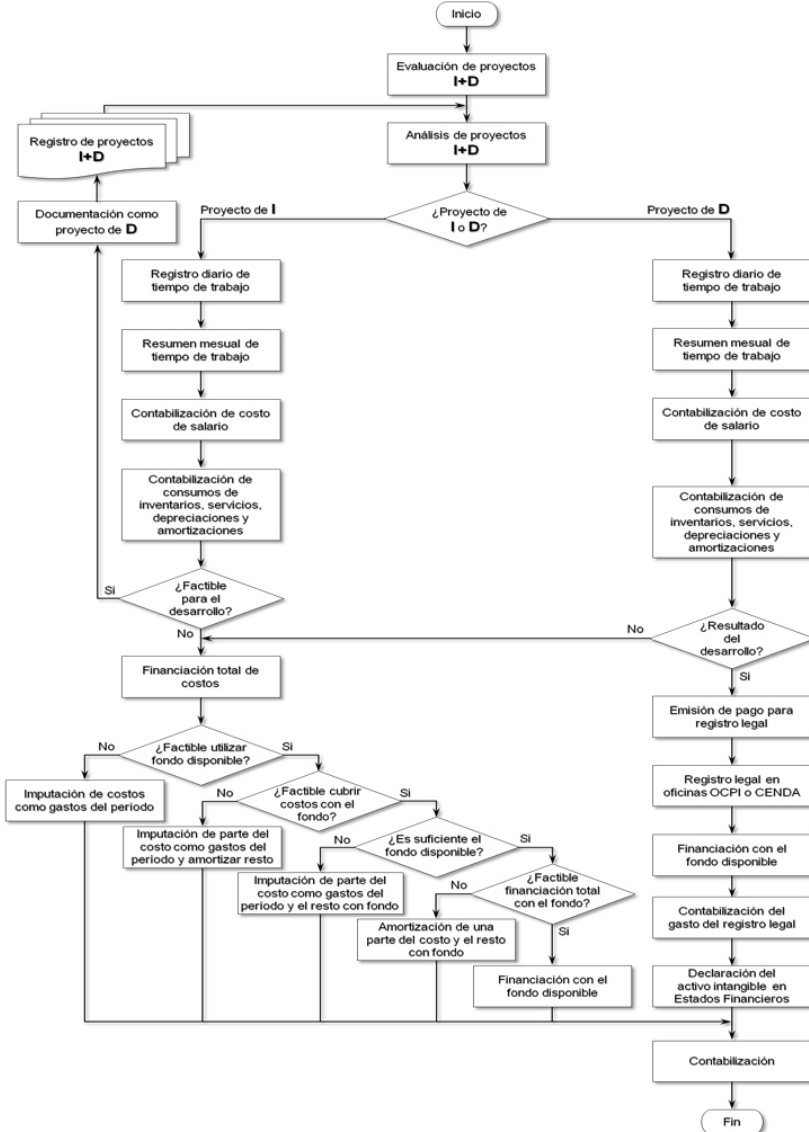 Inicio
Evaluación de proyectos
I+D
Registro de proyectos
I+D
Análisis de proyectos
I+D
Documentación como
proyecto de D
Proyecto de I
¿Proyecto de
I o D?
Proyecto de D
Registro diario de
tiempo de trabajo
Registro diario de
tiempo de trabajo
Resumen mesual de
tiempo de trabajo
Resumen mesual de
tiempo de trabajo
Contabilización de costo
de salario
Contabilización de costo
de salario
Contabilización de
consumos de
inventarios, servicios,
depreciaciones y
amortizaciones
Contabilización de
consumos de
inventarios, servicios,
depreciaciones y
amortizaciones
Si
¿Factible
para el
desarrollo?
No
No
¿Resultado
del
desarrollo?
Si
Financiación total de
costos
Emisión de pago para
registro legal
No
¿Factible utilizar
fondo disponible?
Si
Imputación de costos
como gastos del periodo
Registro legal en
oficinas OCPI o CENDA
No
¿Factible cubrir
costos con el
fondo?
Si
Imputación de parte del
costo como gastos del
periodo y amortizar resto
No
¿Es suficiente el
fondo disponible?
Si
Financiación con el
fondo disponible
Imputación de parte del
costo como gastos del
periodo y el resto con fondo
No
¿Factible
financiación total
con el fondo?
Si
Contabilización del
gasto del registro legal
Amortización de una
parte del costo y el resto
con fondo
Financiación con el
fondo disponible
Declaración del
activo intangible en
Estados Financieros
Contabilización
Fin